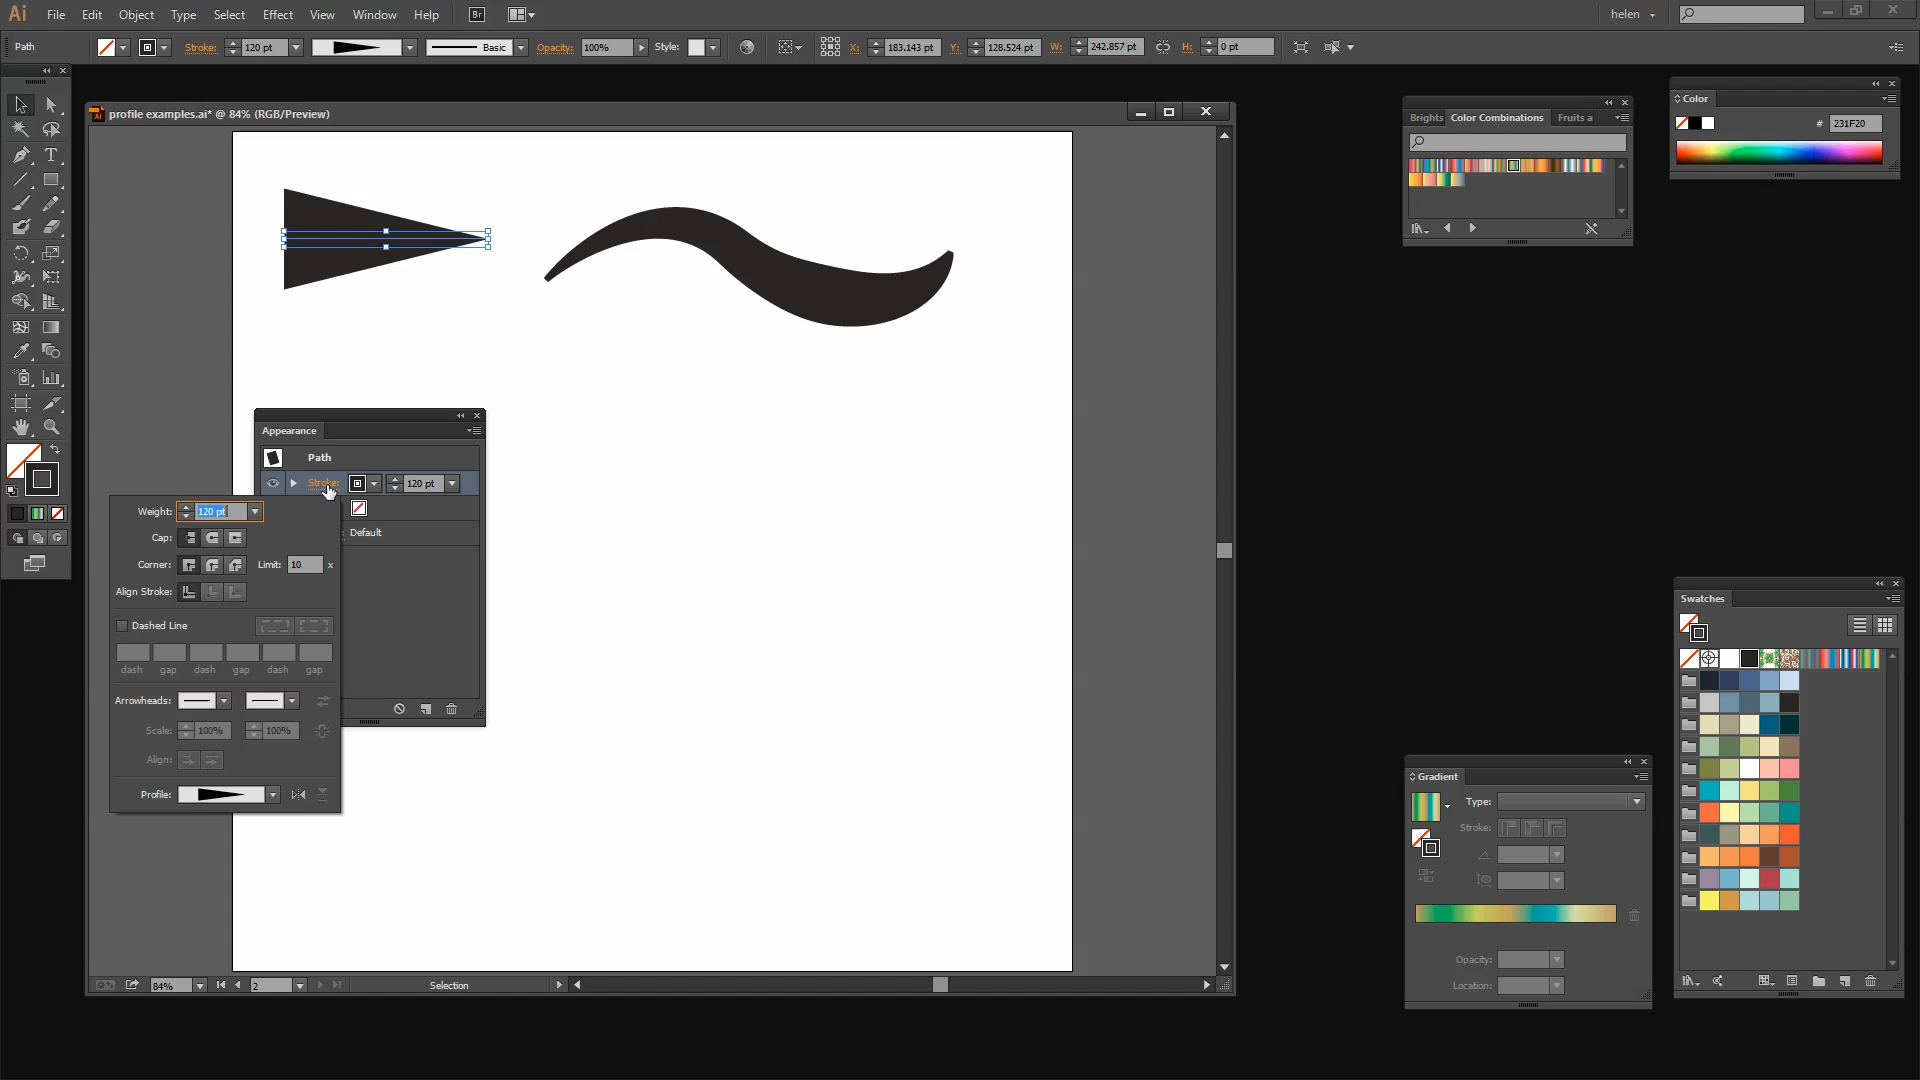 Ai File Edit Object Type Select Effect View Window Help Br helen
Path Stroke: 120 pt Basic Opacity: 100% Style: X: 183.143 pt Y: 128.524 pt W: 242.857 pt H: 0 pt
profile examples.ai* @ 84% (RGB/Preview)
Brights Color Combinations Fruits a
Color
# 231F20
Appearance
Path
Stroke: 120 pt
Default
Weight: 120 pt
Cap:
Corner: Limit: 10 x
Align Stroke:
Dashed Line
dash gap dash gap dash gap
Arrowheads:
Scale: 100% 100%
Align:
Profile:
Swatches
Gradient
Type:
Stroke:
Opacity:
Location:
84% 2 Selection